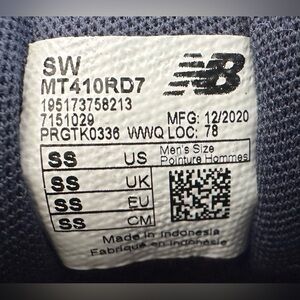 SW
MT410RD7
195173758213
7151029 MFG: 12/2020
PRGTK0336 WWQ LOC: 78
SS US Men's Size
Pointure Hommes
SS UK
SS EU
SS CM
Made in Indonesia
Fabriqué en Indonésie